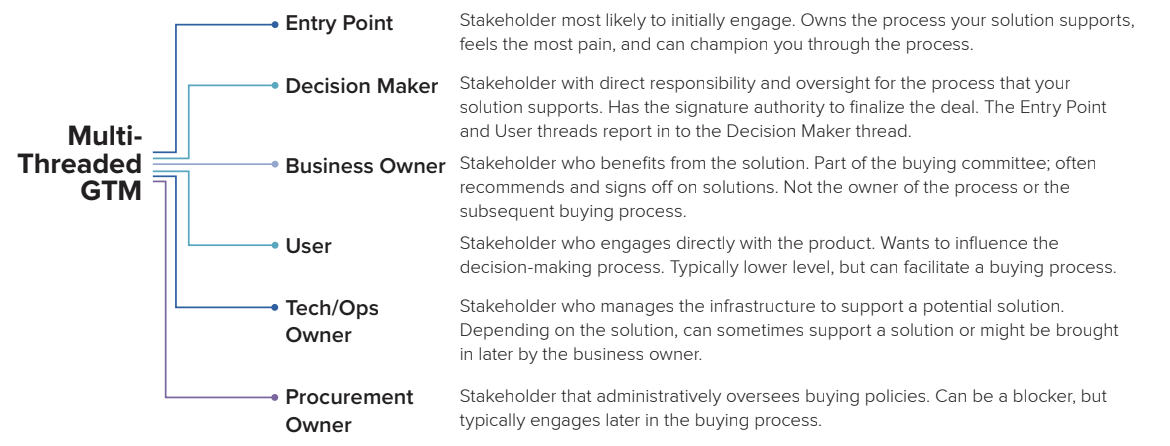 Multi-
Threaded
GTM
Entry Point
Stakeholder most likely to initially engage. Owns the process your solution supports,
feels the most pain, and can champion you through the process.
Decision Maker
Stakeholder with direct responsibility and oversight for the process that your
solution supports. Has the signature authority to finalize the deal. The Entry Point
and User threads report in to the Decision Maker thread.
Business Owner
Stakeholder who benefits from the solution. Part of the buying committee; often
recommends and signs off on solutions. Not the owner of the process or the
subsequent buying process.
User
Stakeholder who engages directly with the product. Wants to influence the
decision-making process. Typically lower level, but can facilitate a buying process.
Tech/Ops
Owner
Stakeholder who manages the infrastructure to support a potential solution.
Depending on the solution, can sometimes support a solution or might be brought
in later by the business owner.
Procurement
Owner
Stakeholder that administratively oversees buying policies. Can be a blocker, but
typically engages later in the buying process.